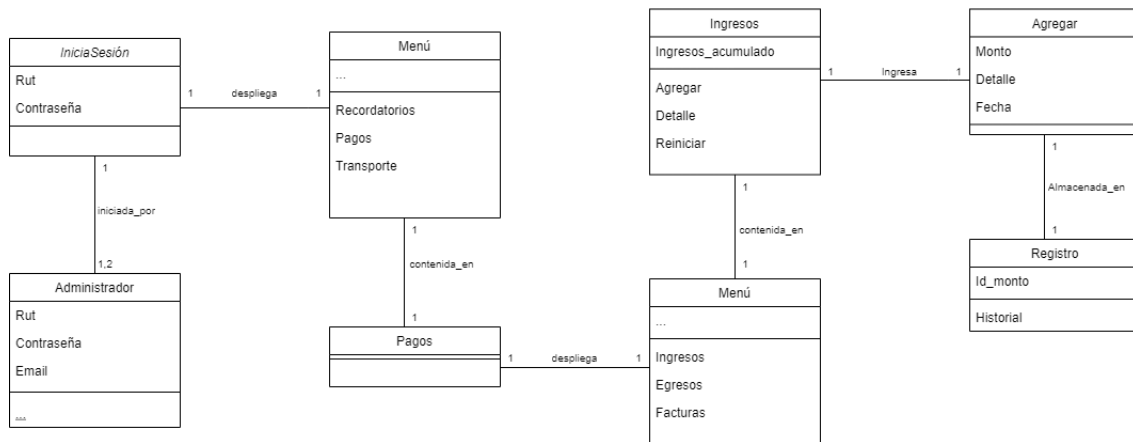 IniciaSesión
Rut
Contraseña
1 despliega 1
Menú
...
Recordatorios
Pagos
Transporte
1
iniciada_por
1,2
Administrador
Rut
Contraseña
Email
...
1
contenida_en
1
Pagos
1 despliega 1
Menú
...
Ingresos
Egresos
Facturas
1
contenida_en
1
Ingresos
Ingresos_acumulado
Agregar
Detalle
Reiniciar
1 Ingresa 1
Agregar
Monto
Detalle
Fecha
1
Almacenada_en
1
Registro
Id_monto
Historial